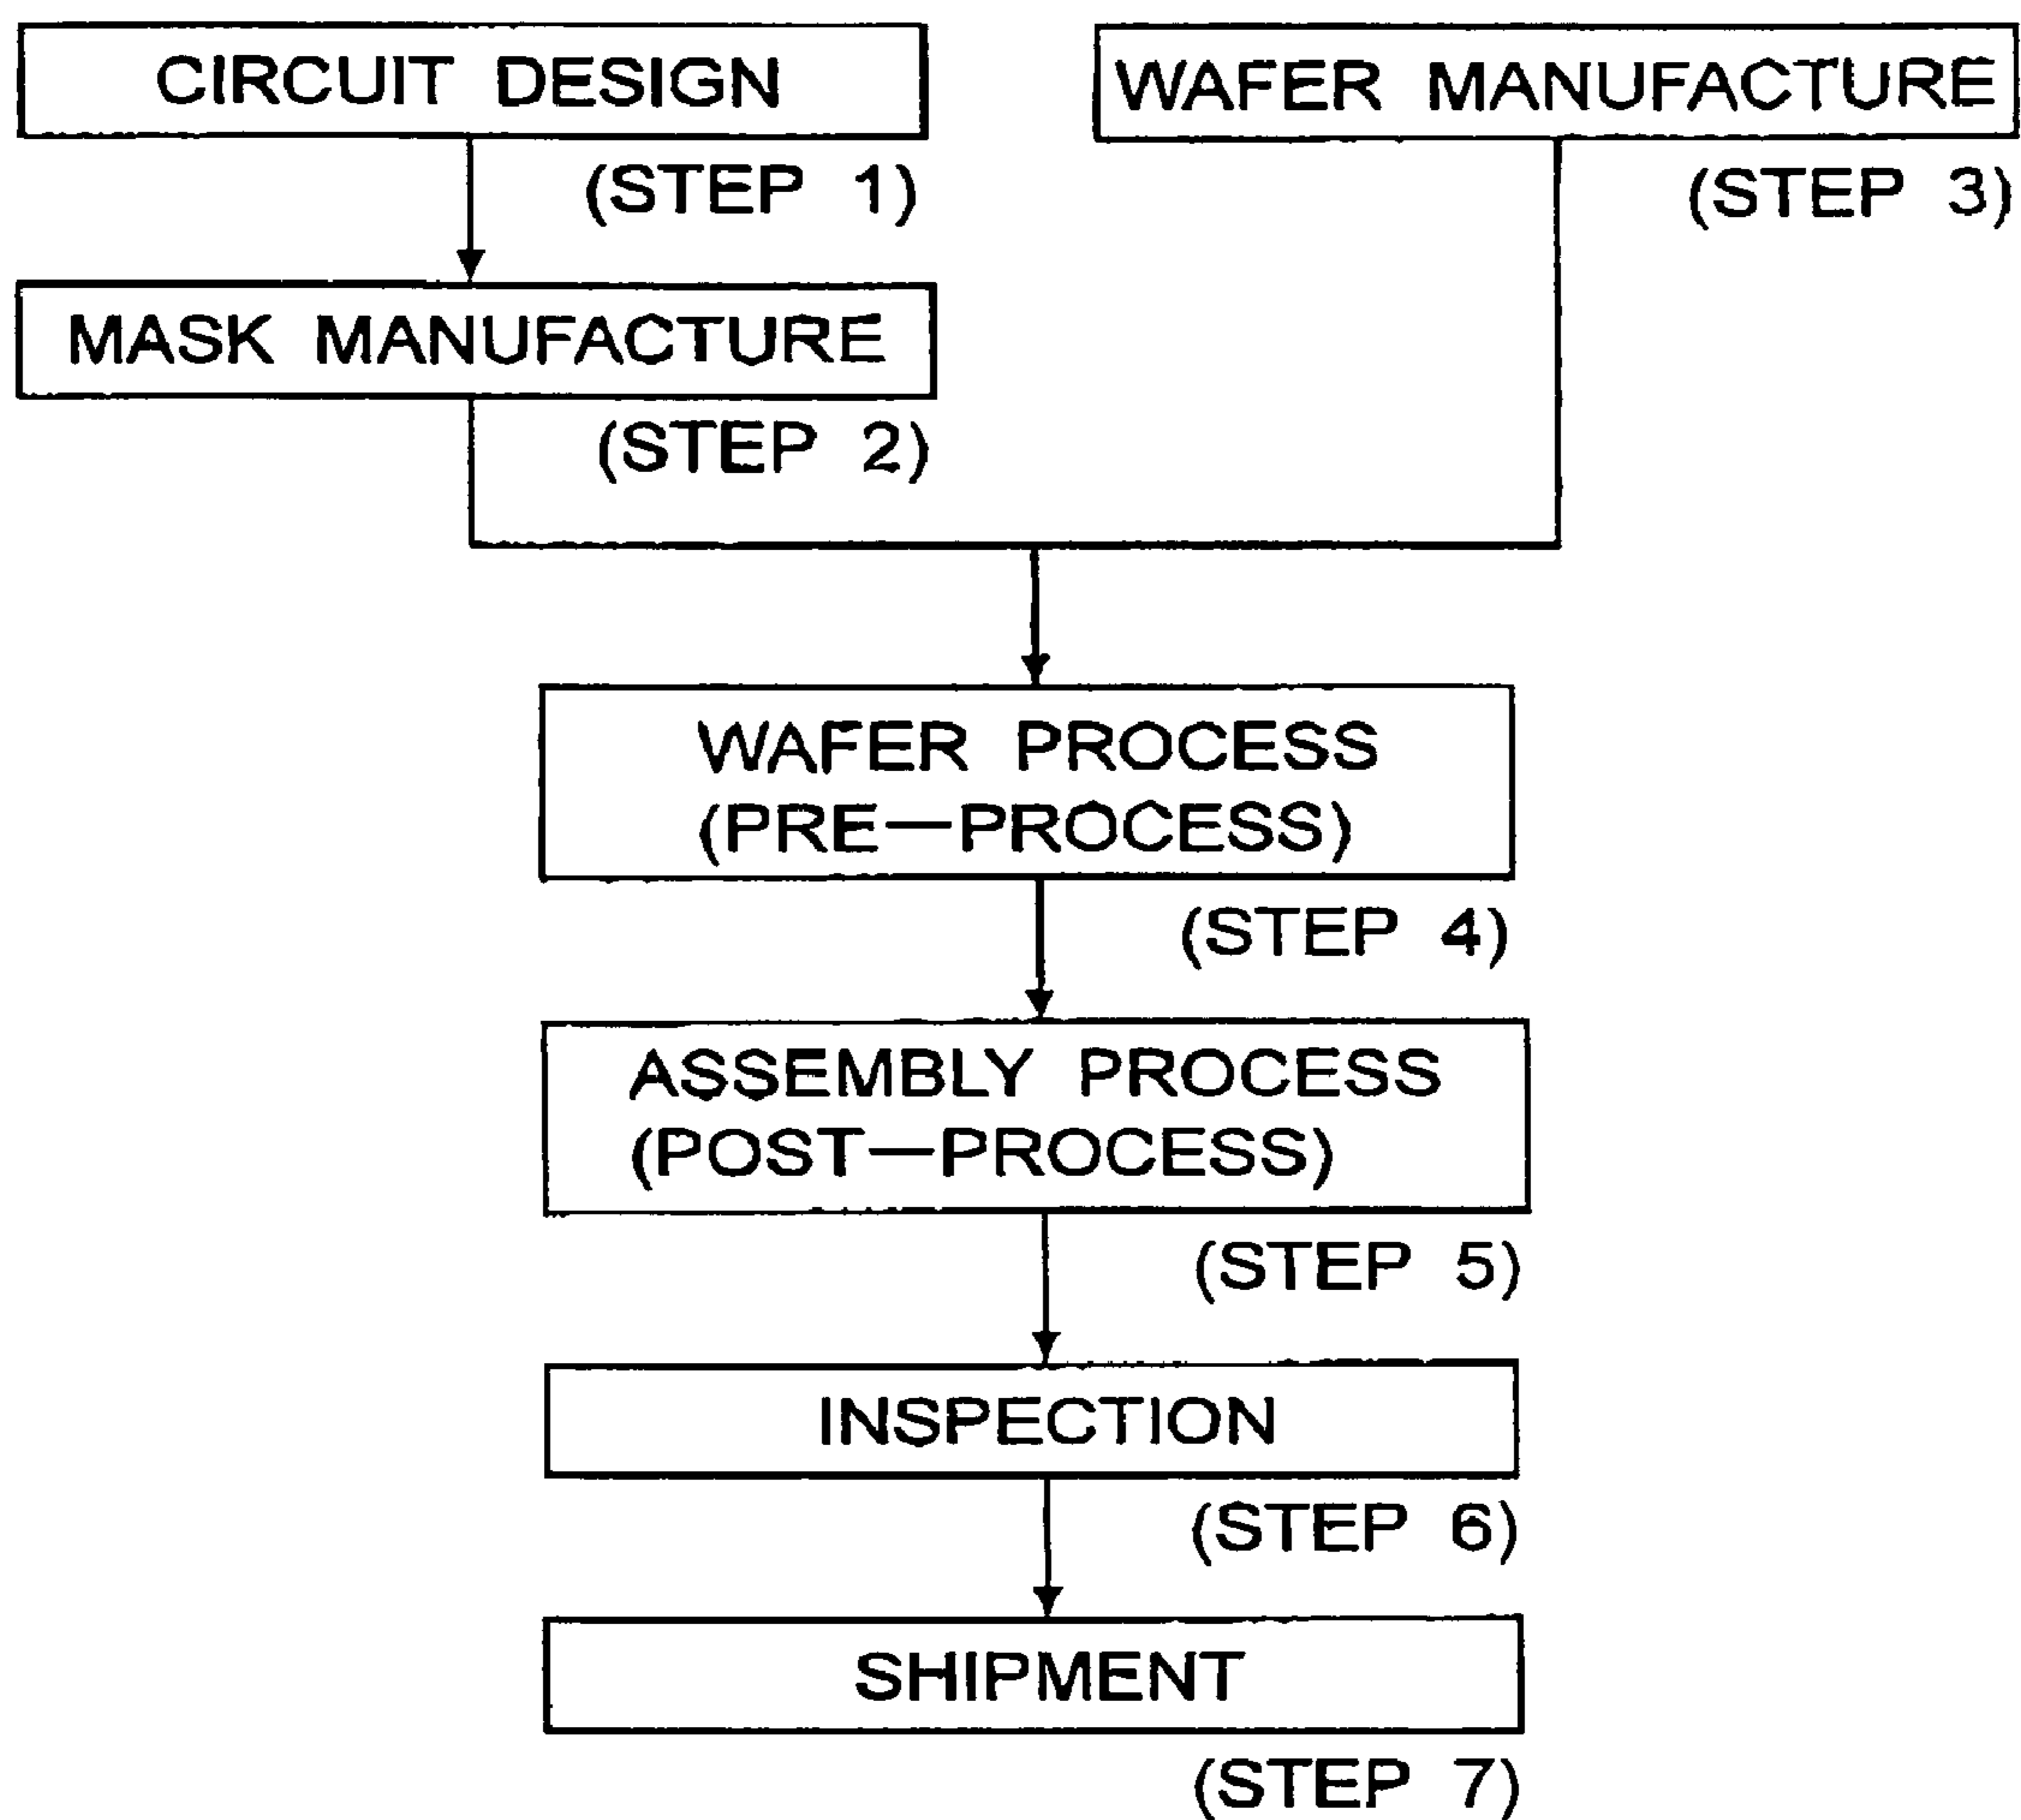 CIRCUIT DESIGN
(STEP 1)
MASK MANUFACTURE
(STEP 2)
WAFER MANUFACTURE
(STEP 3)
WAFER PROCESS
(PRE—PROCESS)
(STEP 4)
ASSEMBLY PROCESS
(POST—PROCESS)
(STEP 5)
INSPECTION
(STEP 6)
SHIPMENT
(STEP 7)